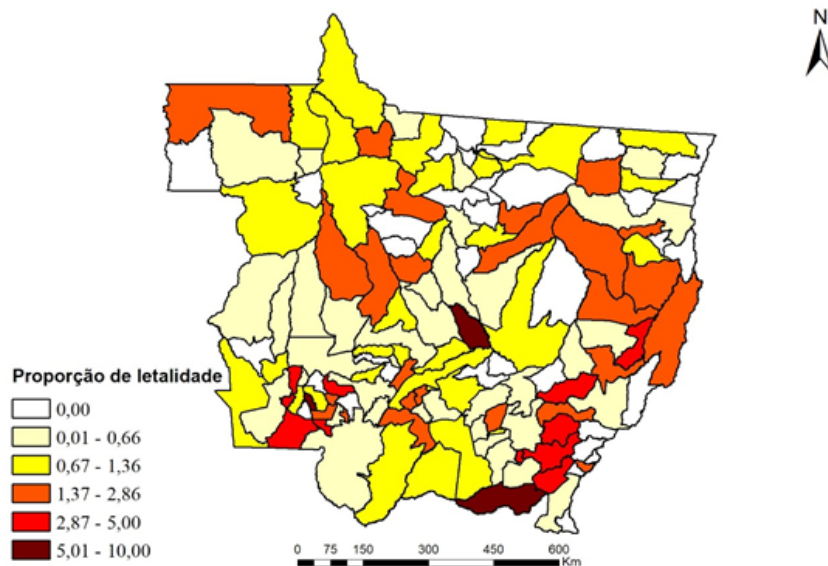 N
Proporção de letalidade
0,00
0,01 - 0,66
0,67 - 1,36
1,37 - 2,86
2,87 - 5,00
5,01 - 10,00
0 75 150 300 450 600
Km